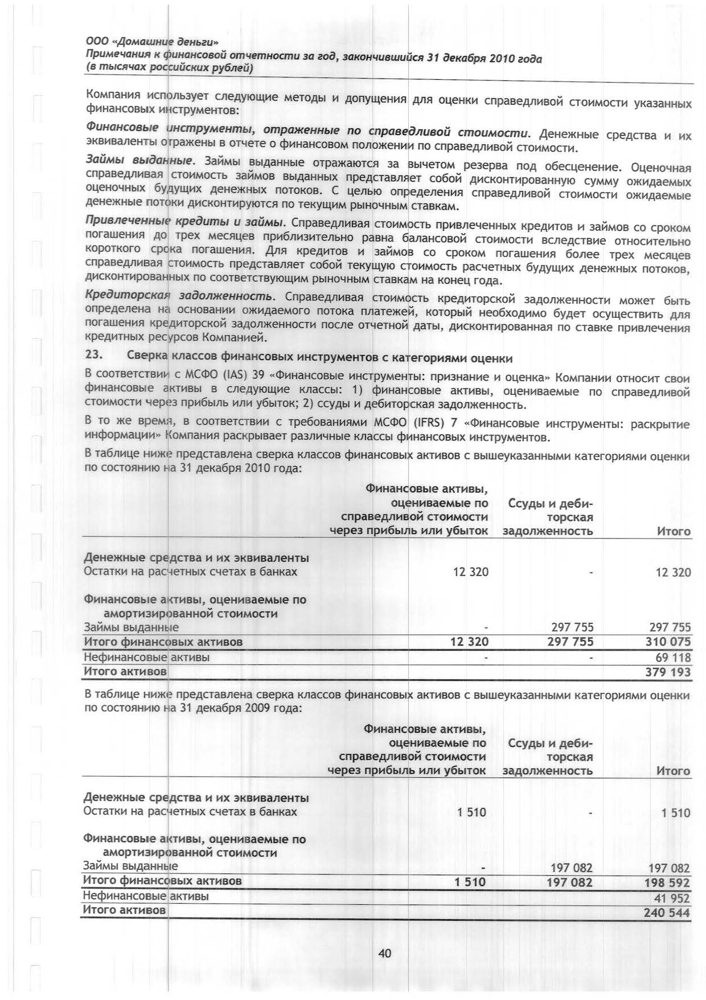 ООО «Домашние деньги»
Примечания к финансовой отчетности за год, закончившийся 31 декабря 2010 года
(в тысячах российских рублей)
Компания использует следующие методы и допущения для оценки справедливой стоимости указанных
финансовых инструментов:
Финансовые инструменты, отраженные по справедливой стоимости. Денежные средства и их
эквиваленты отражены в отчете о финансовом положении по справедливой стоимости.
Займы выданные. Займы выданные отражаются за вычетом резерва под обесценение. Оценочная
справедливая стоимость займов выданных представляет собой дисконтированную сумму ожидаемых
оценочных будущих денежных потоков. С целью определения справедливой стоимости ожидаемые
денежные потоки дисконтируются по текущим рыночным ставкам.
Привлеченные кредиты и займы. Справедливая стоимость привлеченных кредитов и займов со сроком
погашения до трех месяцев приблизительно равна балансовой стоимости вследствие относительно
короткого срока погашения. Для кредитов и займов со сроком погашения более трех месяцев
справедливая стоимость представляет собой текущую стоимость расчетных будущих денежных потоков,
дисконтированных по соответствующим рыночным ставкам на конец года.
Кредиторская задолженность. Справедливая стоимость кредиторской задолженности может быть
определена на основании ожидаемого потока платежей, который необходимо будет осуществить для
погашения кредиторской задолженности после отчетной даты, дисконтированная по ставке привлечения
кредитных ресурсов Компанией.
23. Сверка классов финансовых инструментов с категориями оценки
В соответствии с МСФО (IAS) 39 «Финансовые инструменты: признание и оценка» Компании относит свои
финансовые активы в следующие классы: 1) финансовые активы, оцениваемые по справедливой
стоимости через прибыль или убыток; 2) ссуды и дебиторская задолженность.
В то же время, в соответствии с требованиями МСФО (IFRS) 7 «Финансовые инструменты: раскрытие
информации» Компания раскрывает различные классы финансовых инструментов.
В таблице ниже представлена сверка классов финансовых активов с вышеуказанными категориями оценки
по состоянию на 31 декабря 2010 года:
Финансовые активы,
оцениваемые по Ссуды и деби-
справедливой стоимости торская
через прибыль или убыток задолженность Итого
Денежные средства и их эквиваленты
Остатки на расчетных счетах в банках 12 320 - 12 320
Финансовые активы, оцениваемые по
амортизированной стоимости
Займы выданные - 297 755 297 755
Итого финансовых активов 12 320 297 755 310 075
Нефинансовые активы - - 69 118
Итого активов 379 193
В таблице ниже представлена сверка классов финансовых активов с вышеуказанными категориями оценки
по состоянию на 31 декабря 2009 года:
Финансовые активы,
оцениваемые по Ссуды и деби-
справедливой стоимости торская
через прибыль или убыток задолженность Итого
Денежные средства и их эквиваленты
Остатки на расчетных счетах в банках 1 510 - 1 510
Финансовые активы, оцениваемые по
амортизированной стоимости
Займы выданные - 197 082 197 082
Итого финансовых активов 1 510 197 082 198 592
Нефинансовые активы 41 952
Итого активов 240 544
40